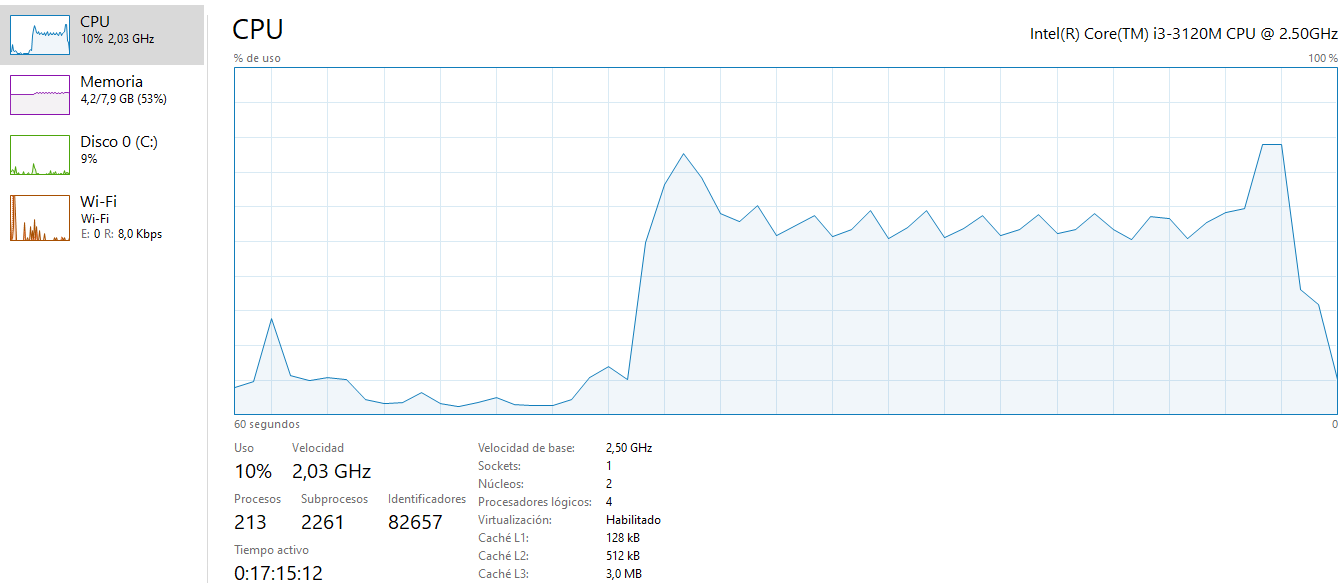 CPU
10% 2,03 GHz
Memoria
4,2/7,9 GB (53%)
Disco 0 (C:)
9%
Wi-Fi
Wi-Fi
E: 0 R: 8,0 Kbps
CPU
Intel(R) Core(TM) i3-3120M CPU @ 2.50GHz
% de uso
100 %
60 segundos
0
Uso
Velocidad
10%
2,03 GHz
Procesos
Subprocesos
Identificadores
213
2261
82657
Tiempo activo
0:17:15:12
Velocidad de base: 2,50 GHz
Sockets: 1
Núcleos: 2
Procesadores lógicos: 4
Virtualización: Habilitado
Caché L1: 128 kB
Caché L2: 512 kB
Caché L3: 3,0 MB